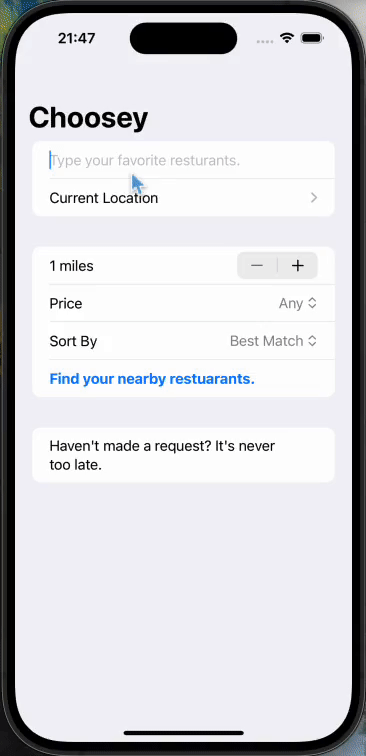 21:47
Choosey
Type your favorite resturants.
Current Location
1 miles
Price Any
Sort By Best Match
Find your nearby restuarants.
Haven't made a request? It's never
too late.